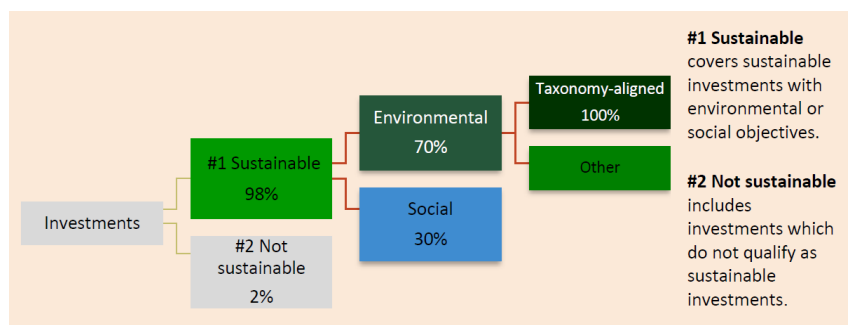 Investments
#1 Sustainable
98%
#2 Not
sustainable
2%
Environmental
70%
Social
30%
Taxonomy-aligned
100%
Other
#1 Sustainable
covers sustainable
investments with
environmental or
social objectives.
#2 Not sustainable
includes
investments which
do not qualify as
sustainable
investments.